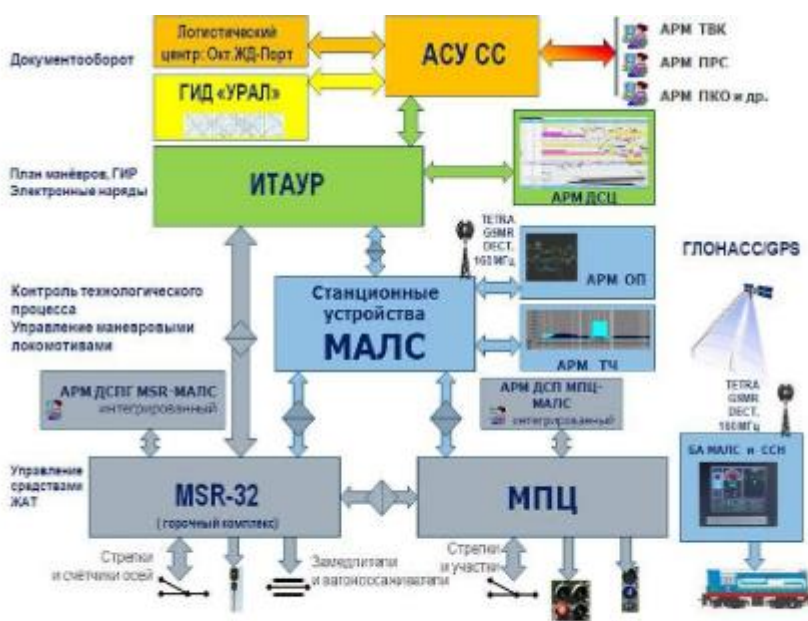 Логистический
центр: Окт.ЖД-Порт
АСУ СС
АРМ ТВК
АРМ ПРС
АРМ ПКО и др.
Документооборот
ГИД «УРАЛ»
План манёвров, ГИР
Электронные наряды
ИТАУР
АРМ ДСЦ
TETRA
GSMR
DECT.
160 МГц
ГЛОНАСС/GPS
Контроль технологического
процесса
Управление маневровыми
локомотивами
Станционные
устройства
МАЛС
АРМ ОП
АРМ ТЧ
АРМ ДСПГ MSR-МАЛС
интегрированный
АРМ ДСП МПЦ-
МАЛС
интегрированный
TETRA
GSMR
DECT.
160 МГц
БА МАЛС и ССН
Управление
средствами
ЖАТ
MSR-32
(горочный комплекс)
МПЦ
Стрелки
и счётчики осей
Замедлители
и вагоноосаживатели
Стрелки
и участки